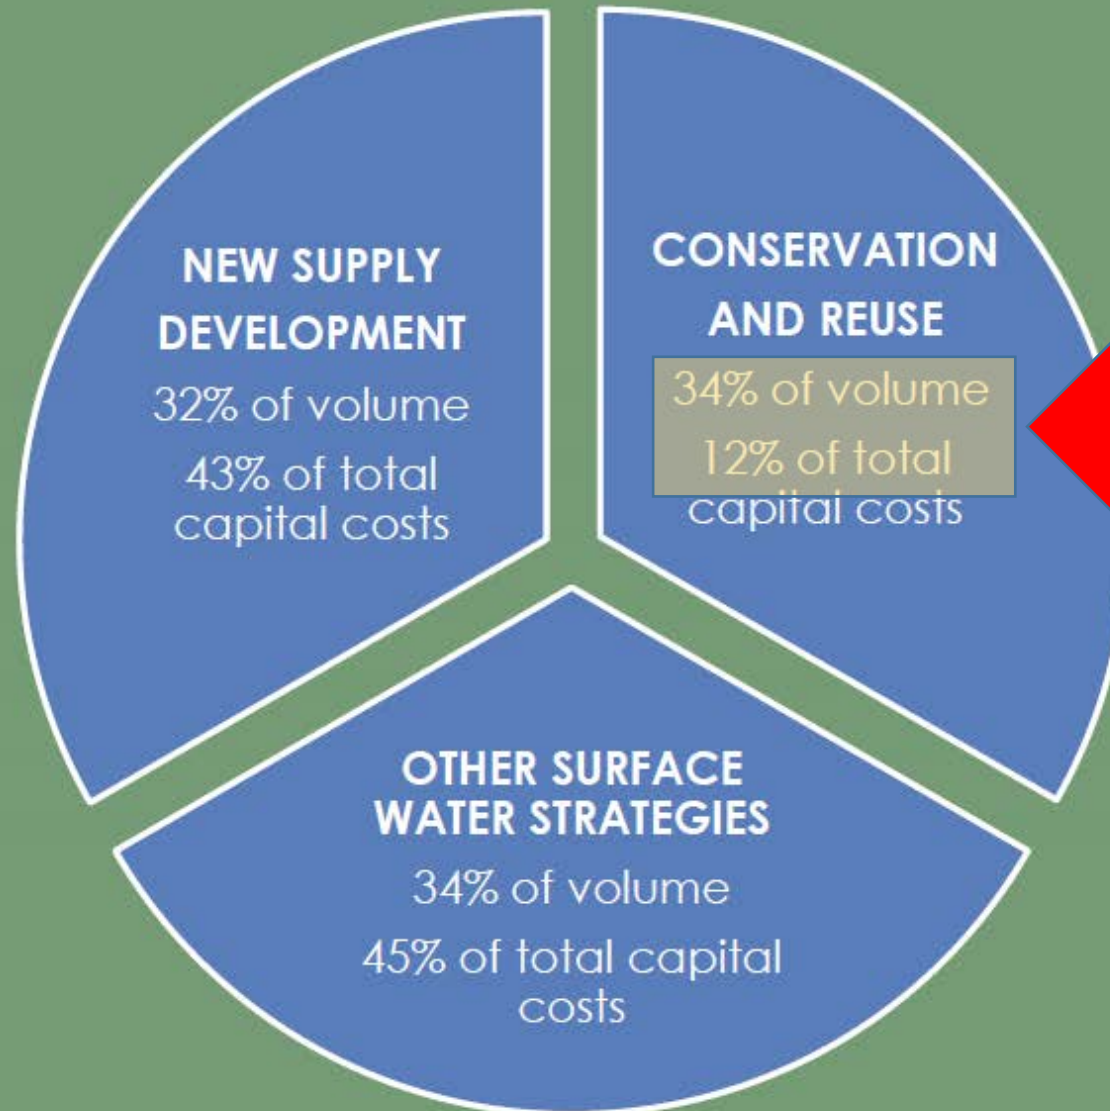 NEW SUPPLY
DEVELOPMENT
32% of volume
43% of total
capital costs
CONSERVATION
AND REUSE
34% of volume
12% of total
capital costs
OTHER SURFACE
WATER STRATEGIES
34% of volume
45% of total capital
costs